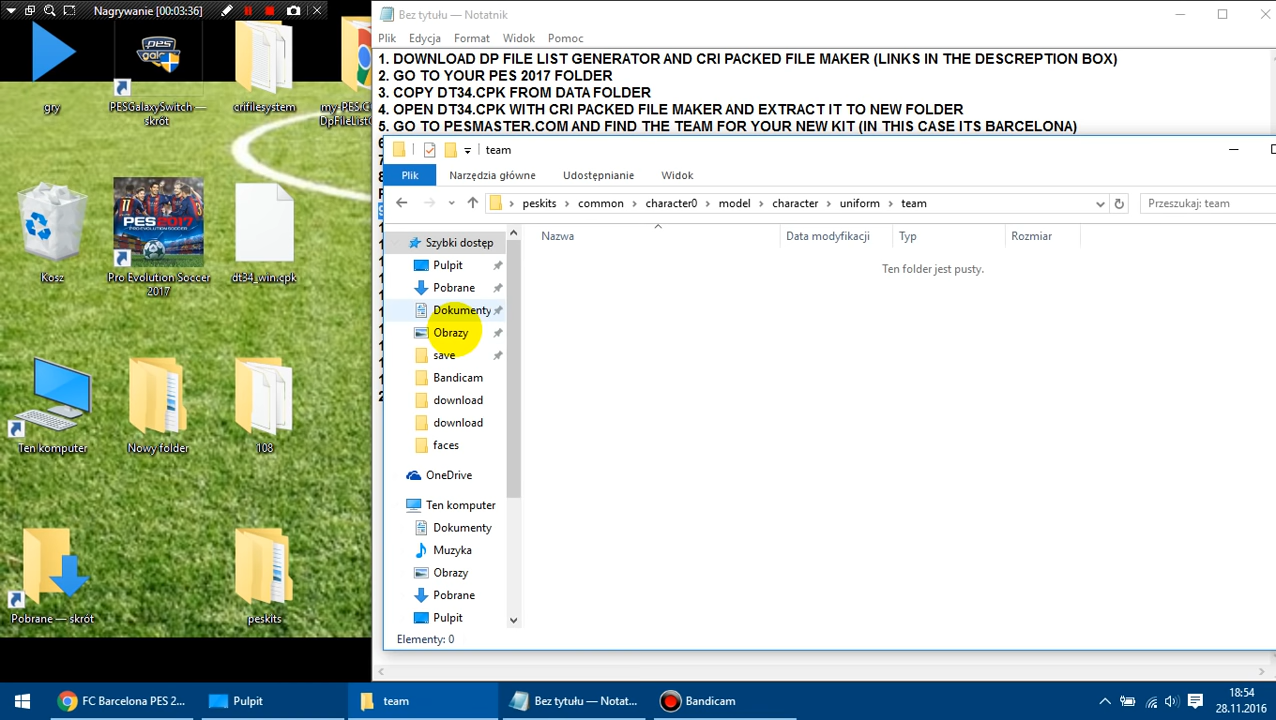 Nagrywanie [00:03:36]
gry
PESGalaxySwitch — skrót
crifilesystem
Kosz
Pro Evolution Soccer 2017
dt34_win.cpk
Ten komputer
Nowy folder
108
Pobrane — skrót
peskits
Bez tytułu — Notatnik
Plik Edycja Format Widok Pomoc
1. DOWNLOAD DP FILE LIST GENERATOR AND CRI PACKED FILE MAKER (LINKS IN THE DESCREPTION BOX)
2. GO TO YOUR PES 2017 FOLDER
3. COPY DT34.CPK FROM DATA FOLDER
4. OPEN DT34.CPK WITH CRI PACKED FILE MAKER AND EXTRACT IT TO NEW FOLDER
5. GO TO PESMASTER.COM AND FIND THE TEAM FOR YOUR NEW KIT (IN THIS CASE ITS BARCELONA)
team
Plik Narzędzia główne Udostępnianie Widok
peskits > common > character0 > model > character > uniform > team
Przeszukaj: team
Nazwa Data modyfikacji Typ Rozmiar
Ten folder jest pusty.
Szybki dostęp
Pulpit
Pobrane
Dokumenty
Obrazy
save
Bandicam
download
download
faces
OneDrive
Ten komputer
Dokumenty
Muzyka
Obrazy
Pobrane
Pulpit
Elementy: 0
FC Barcelona PES 2...
Pulpit
team
Bez tytułu — Notat...
Bandicam
18:54
28.11.2016